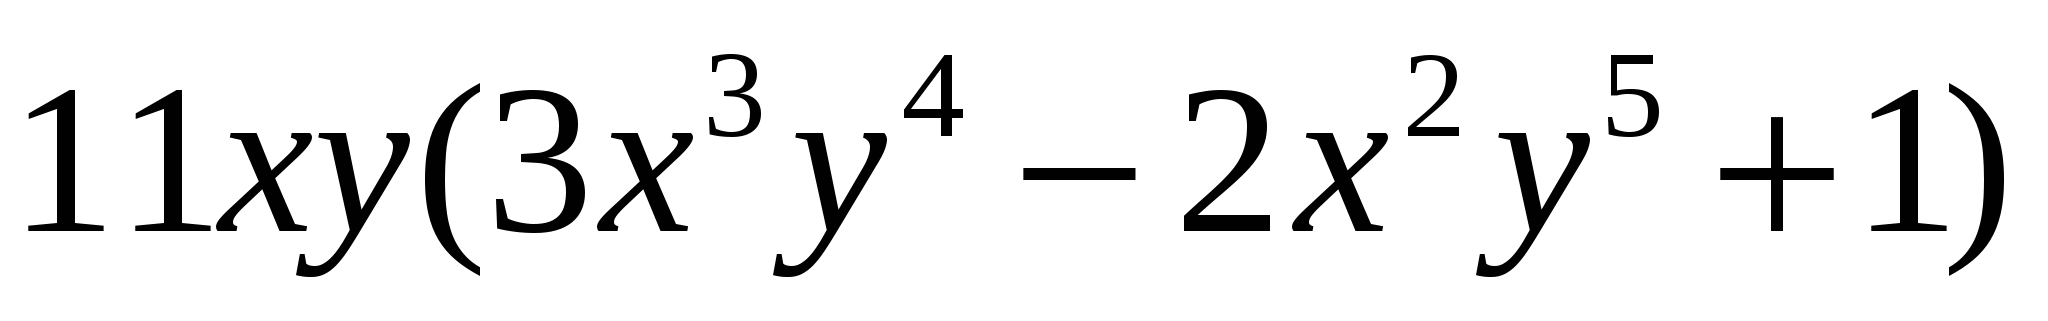 11xy(3x³y⁴ − 2x²y⁵ + 1)